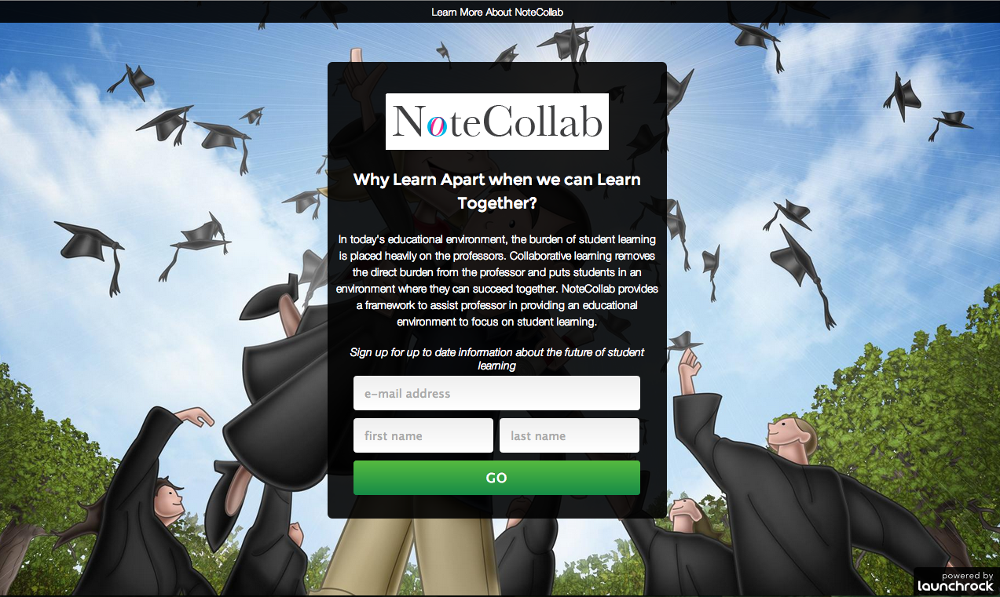 Learn More About NoteCollab
NoteCollab
Why Learn Apart when we can Learn
Together?
In today's educational environment, the burden of student learning
is placed heavily on the professors. Collaborative learning removes
the direct burden from the professor and puts students in an
environment where they can succeed together. NoteCollab provides
a framework to assist professor in providing an educational
environment to focus on student learning.
Sign up for up to date information about the future of student
learning
e-mail address
first name
last name
GO
powered by
launchrock